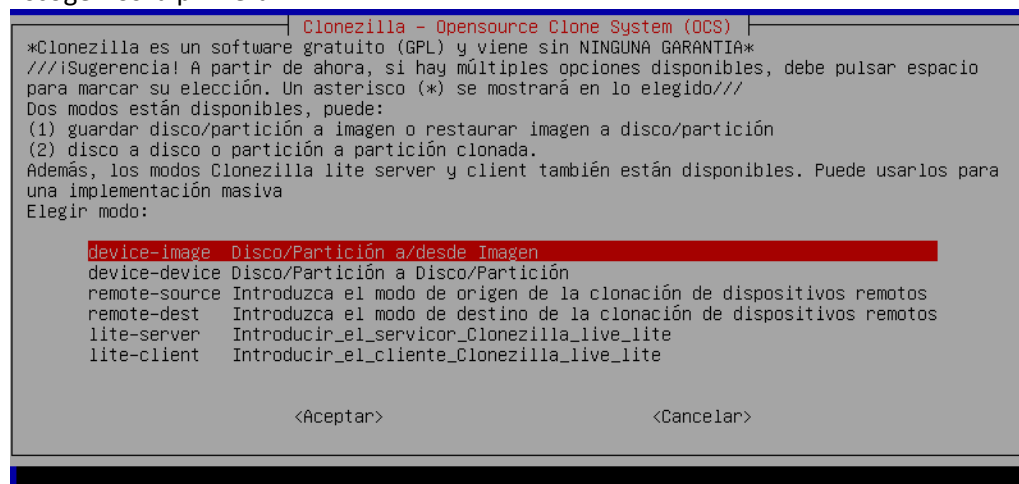 Clonezilla - Opensource Clone System (OCS)
*Clonezilla es un software gratuito (GPL) y viene sin NINGUNA GARANTIA*
///¡Sugerencia! A partir de ahora, si hay múltiples opciones disponibles, debe pulsar espacio
para marcar su elección. Un asterisco (*) se mostrará en lo elegido///
Dos modos están disponibles, puede:
(1) guardar disco/partición a imagen o restaurar imagen a disco/partición
(2) disco a disco o partición a partición clonada.
Además, los modos Clonezilla lite server y client también están disponibles. Puede usarlos para
una implementación masiva
Elegir modo:
device-image Disco/Partición a/desde Imagen
device-device Disco/Partición a Disco/Partición
remote-source Introduzca el modo de origen de la clonación de dispositivos remotos
remote-dest Introduzca el modo de destino de la clonación de dispositivos remotos
lite-server Introducir_el_servicor_Clonezilla_live_lite
lite-client Introducir_el_cliente_Clonezilla_live_lite
<Aceptar> <Cancelar>